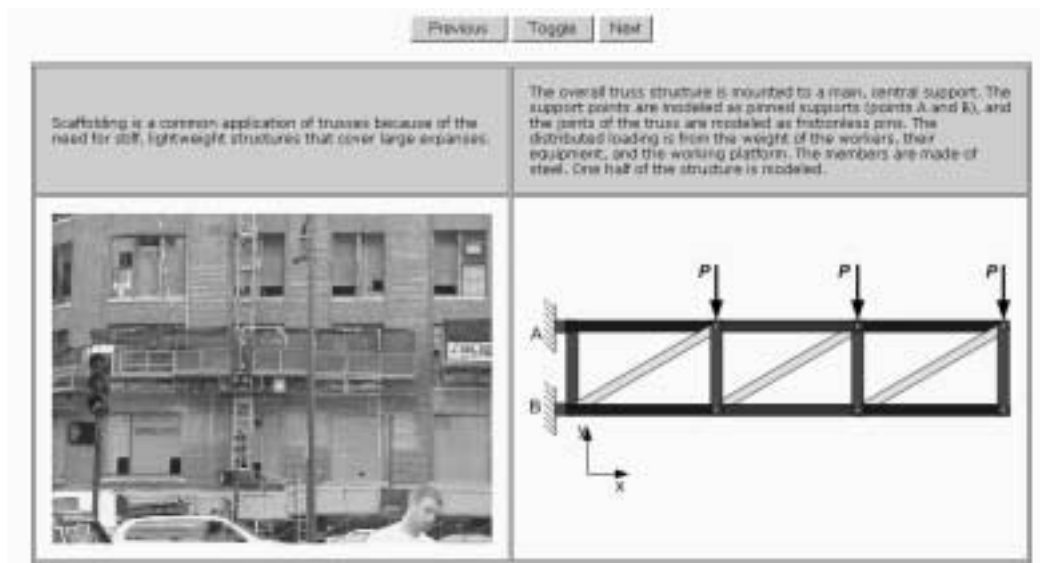 Previous Toggle Next
Scaffolding is a common application of trusses because of the
need for stiff, lightweight structures that cover large expanses.
The overall truss structure is mounted to a main, central support. The
support points are modeled as pinned supports (points A and B), and
the joints of the truss are modeled as frictionless pins. The
distributed loading is from the weight of the workers, their
equipment, and the working platform. The members are made of
steel. One half of the structure is modeled.
P P P
A
B
y
x